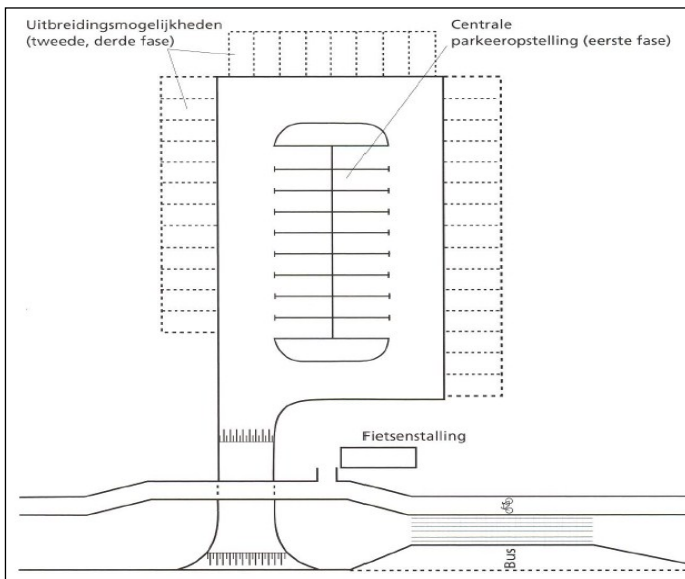 Uitbreidingsmogelijkheden
(tweede, derde fase)
Centrale
parkeeropstelling (eerste fase)
Fietsenstalling
Bus